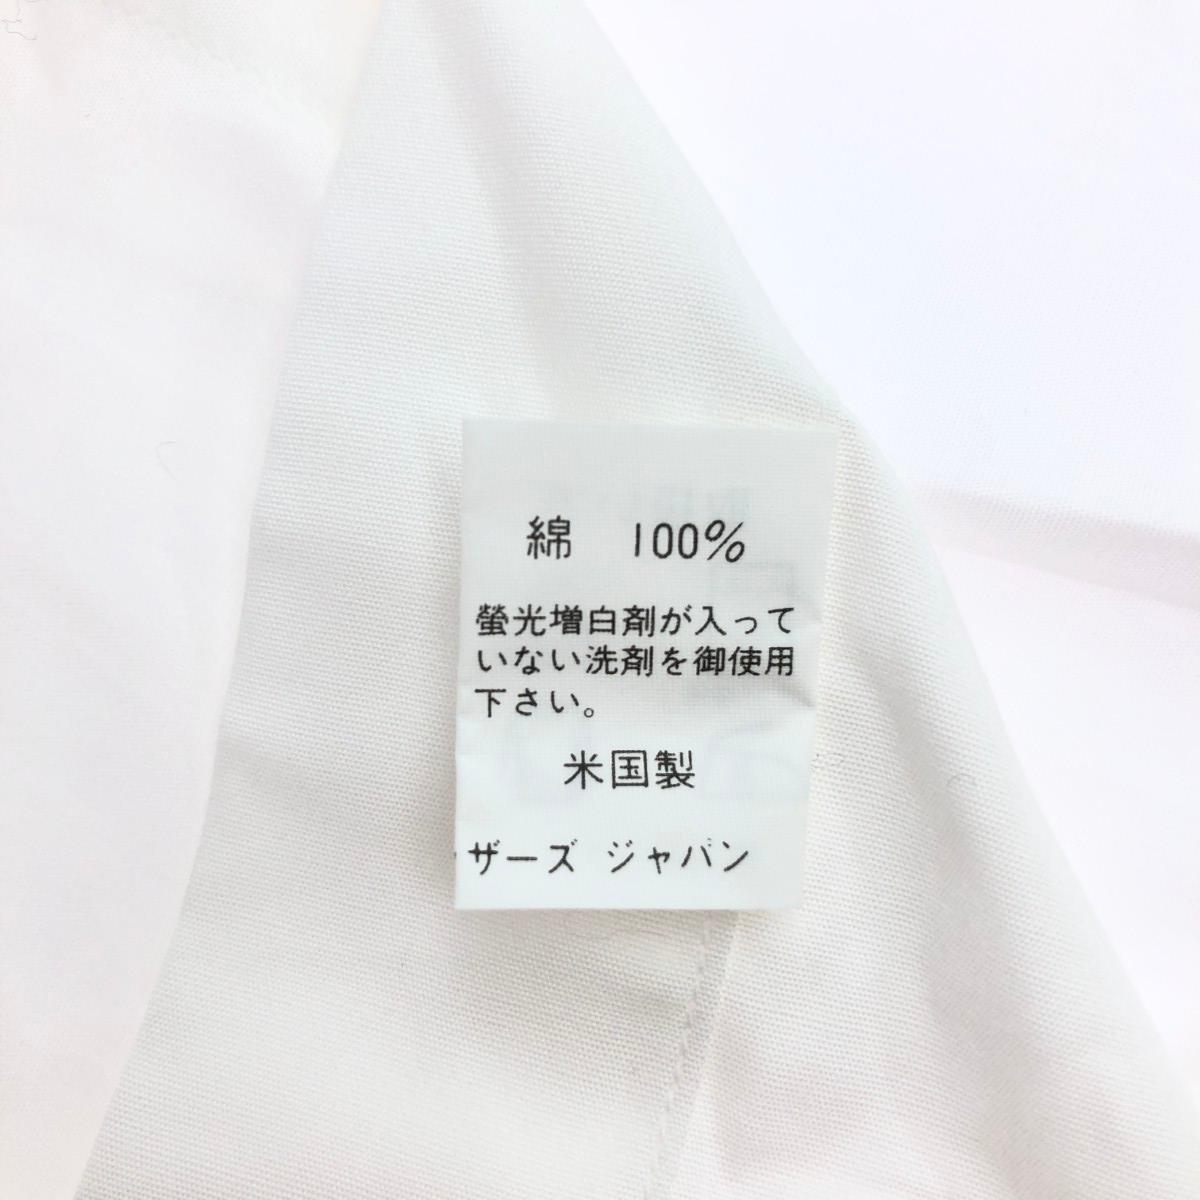 綿 100%
螢光増白剤が入って
いない洗剤を御使用
下さい。
米国製
ザーズ ジャパン